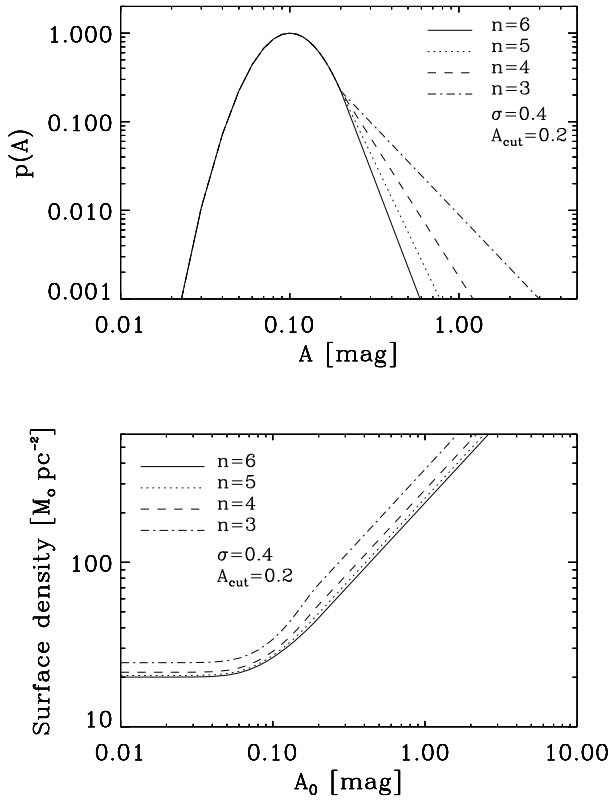 1.000
0.100
0.010
0.001
p(A)
n=6
n=5
n=4
n=3
σ=0.4
A_cut=0.2
0.01
0.10
1.00
A [mag]
Surface density [M_o pc⁻²]
100
10
n=6
n=5
n=4
n=3
σ=0.4
A_cut=0.2
0.01
0.10
1.00
10.00
A_0 [mag]